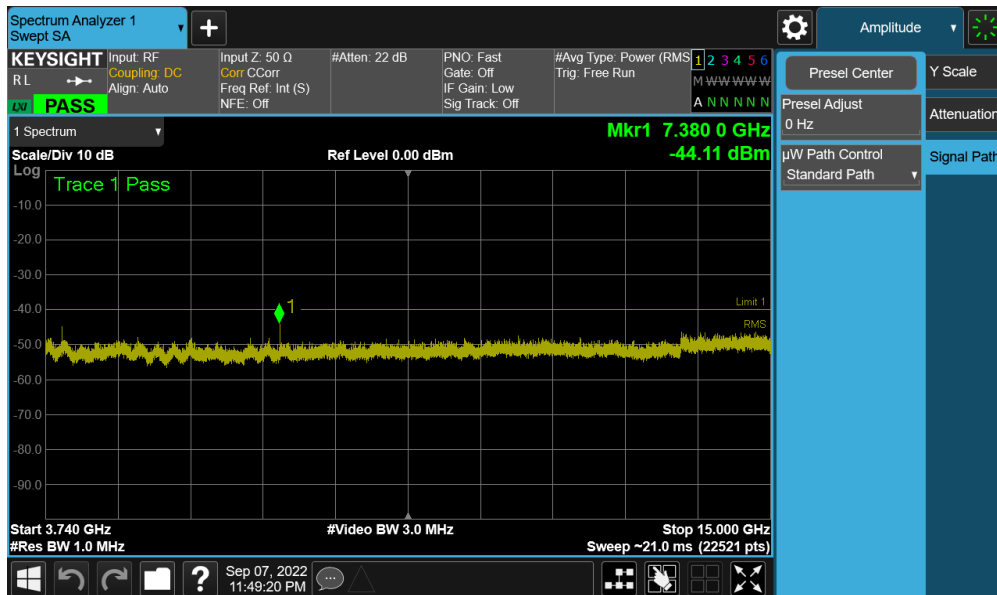 Spectrum Analyzer 1
Swept SA
+
Amplitude
KEYSIGHT
RL
LXI PASS
Input: RF
Coupling: DC
Align: Auto
Input Z: 50 Ω
Corr CCorr
Freq Ref: Int (S)
NFE: Off
#Atten: 22 dB
PNO: Fast
Gate: Off
IF Gain: Low
Sig Track: Off
#Avg Type: Power (RMS
Trig: Free Run
1 2 3 4 5 6
M W W W W W
A N N N N N
1 Spectrum
Mkr1 7.380 0 GHz
-44.11 dBm
Scale/Div 10 dB
Ref Level 0.00 dBm
Log
Trace 1 Pass
-10.0
-20.0
-30.0
-40.0
-50.0
-60.0
-70.0
-80.0
-90.0
1
Limit 1
RMS
Start 3.740 GHz
#Video BW 3.0 MHz
Stop 15.000 GHz
#Res BW 1.0 MHz
Sweep ~21.0 ms (22521 pts)
Presel Center
Presel Adjust
0 Hz
µW Path Control
Standard Path
Y Scale
Attenuation
Signal Path
?
Sep 07, 2022
11:49:20 PM